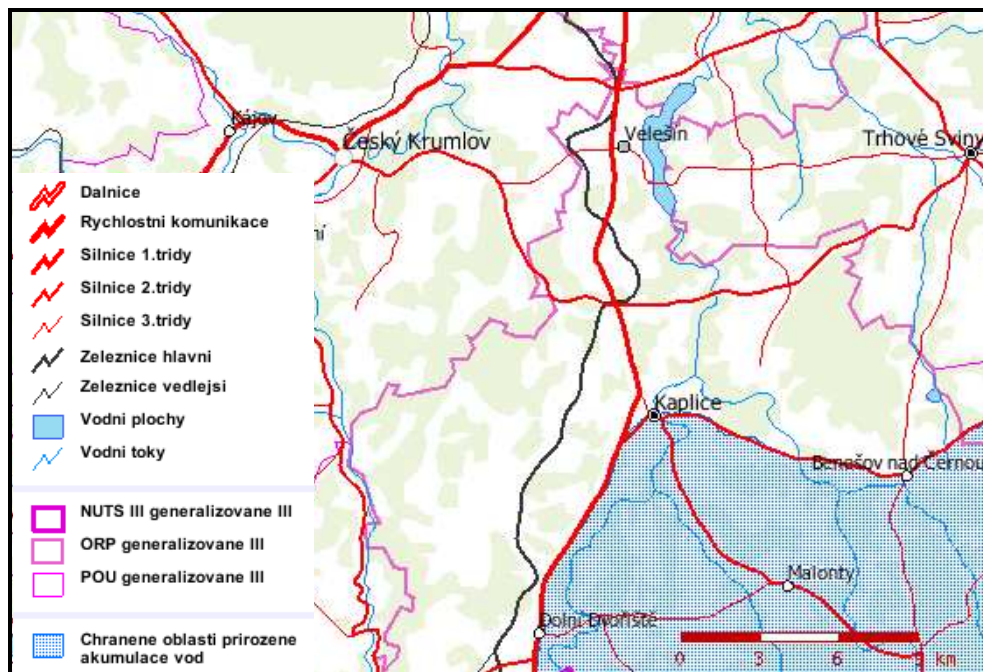 Kájov
Český Krumlov
Velešín
Trhové Sviny
ní
Kaplice
Benešov nad Černou
Malonty
Dolní Dvořiště
0 3 6 9 km
Dalnice
Rychlostni komunikace
Silnice 1.tridy
Silnice 2.tridy
Silnice 3.tridy
Zeleznice hlavni
Zeleznice vedlejsi
Vodni plochy
Vodni toky
NUTS III generalizovane III
ORP generalizovane III
POU generalizovane III
Chranene oblasti prirozene
akumulace vod